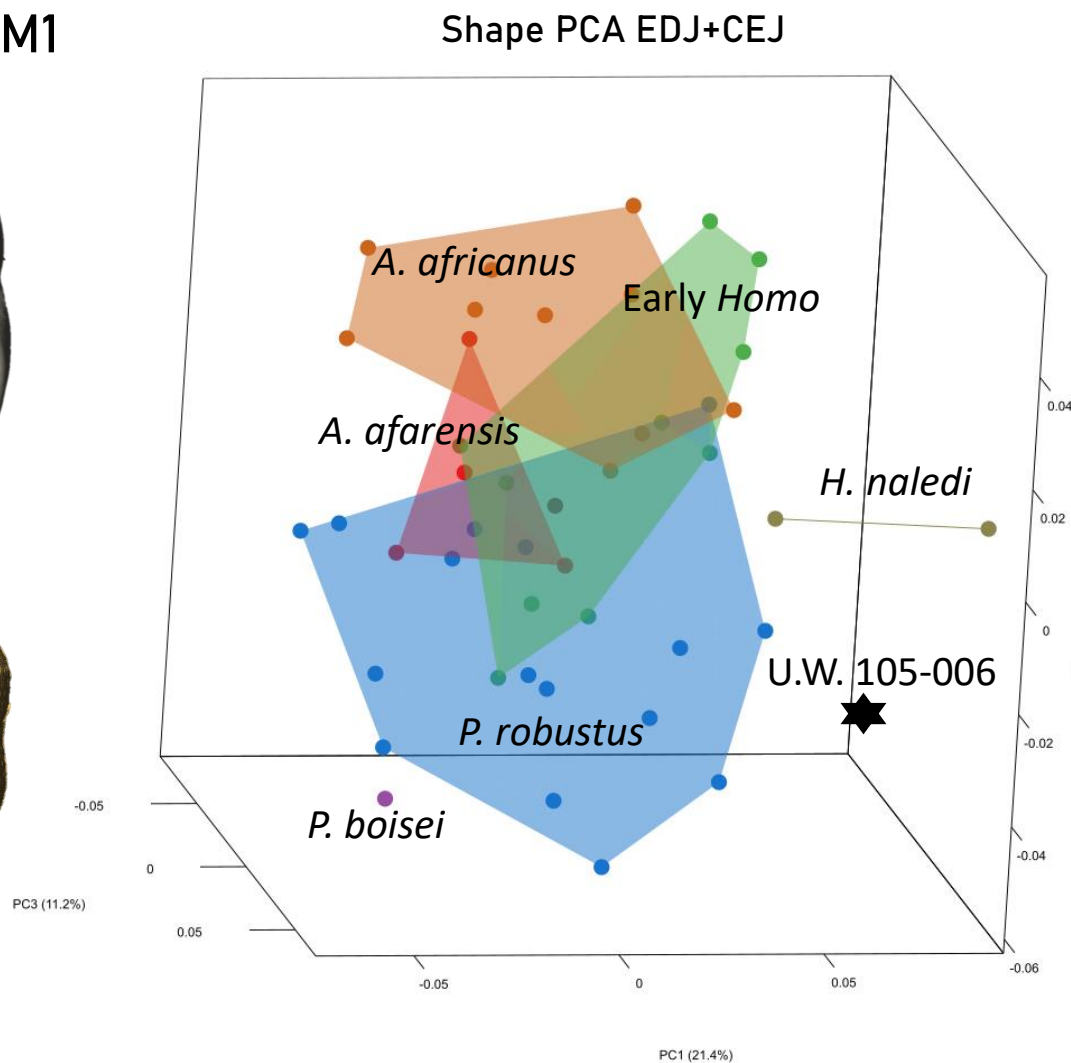 M1
Shape PCA EDJ+CEJ
A. africanus
Early Homo
0.04
A. afarensis
H. naledi
0.02
0
U.W. 105-006
P. robustus
-0.02
-0.05
P. boisei
-0.04
0
PC3 (11.2%)
0.05
-0.06
-0.05
0
0.05
PC1 (21.4%)